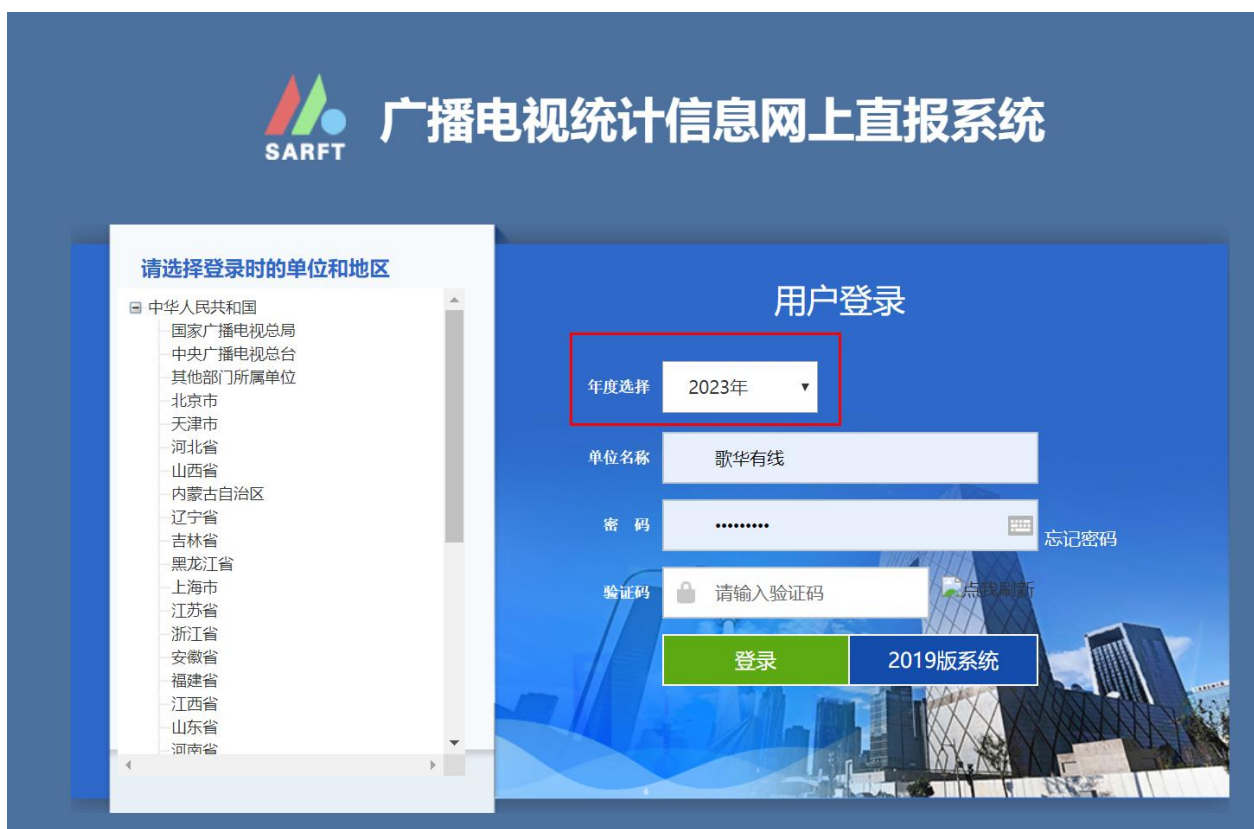 SARFT
广播电视统计信息网上直报系统
请选择登录时的单位和地区
中华人民共和国
国家广播电视总局
中央广播电视总台
其他部门所属单位
北京市
天津市
河北省
山西省
内蒙古自治区
辽宁省
吉林省
黑龙江省
上海市
江苏省
浙江省
安徽省
福建省
江西省
山东省
河南省
用户登录
年度选择 2023年
单位名称 歌华有线
密 码 •••••••••
忘记密码
验证码 请输入验证码 点我刷新
登录 2019版系统